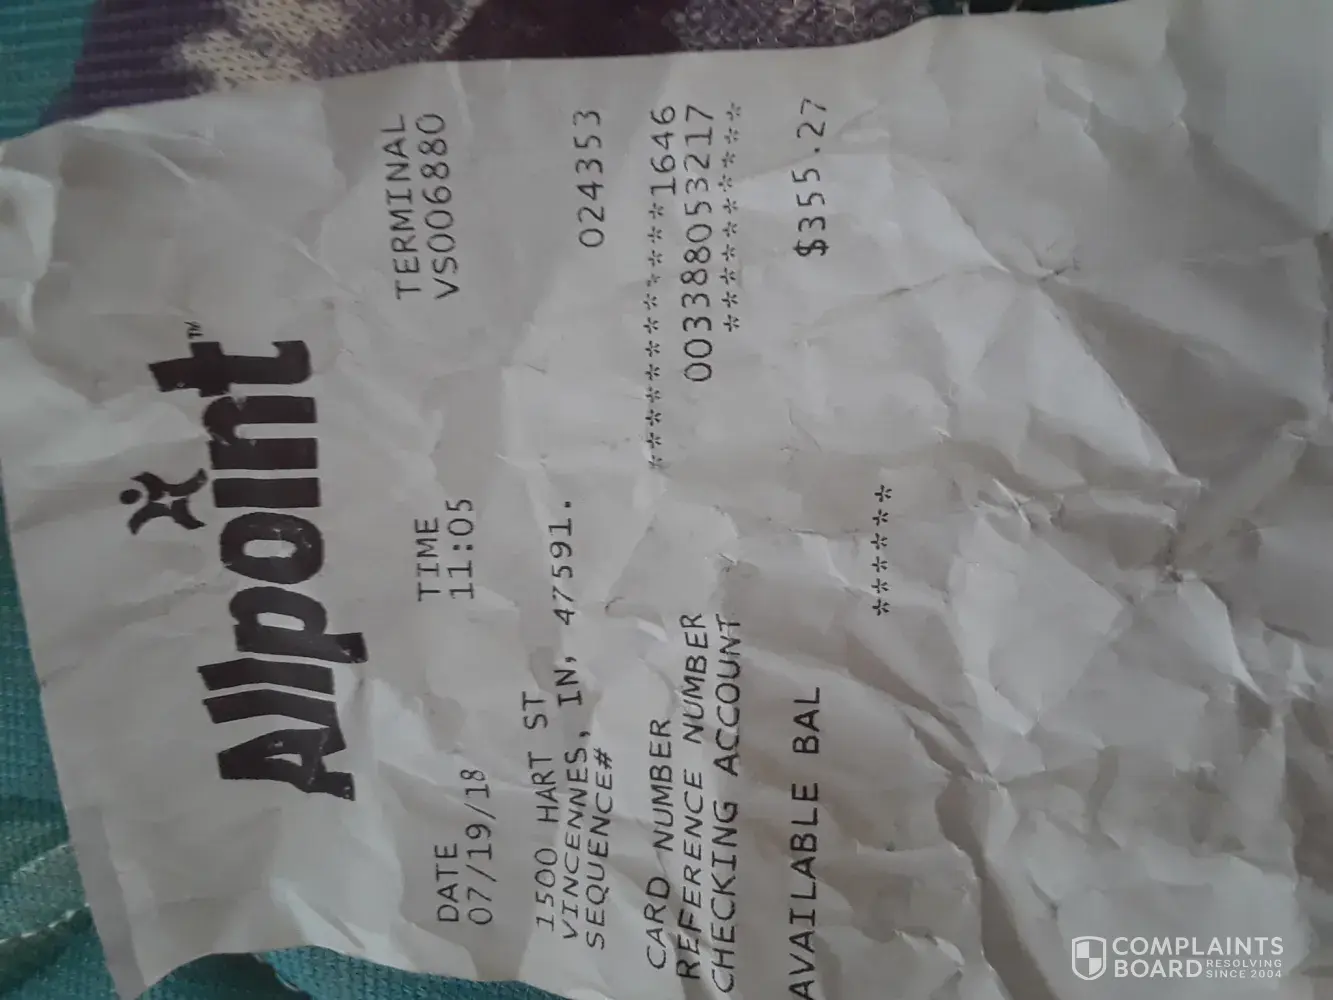 Allpoint™
DATE TIME TERMINAL
07/19/18 11:05 VS006880
1500 HART ST
VINCENNES, IN, 47591.
SEQUENCE# 024353
CARD NUMBER ************1646
REFERENCE NUMBER 003388053217
CHECKING ACCOUNT **********
AVAILABLE BAL $355.27
******
COMPLAINTS
BOARD RESOLVING
SINCE 2004